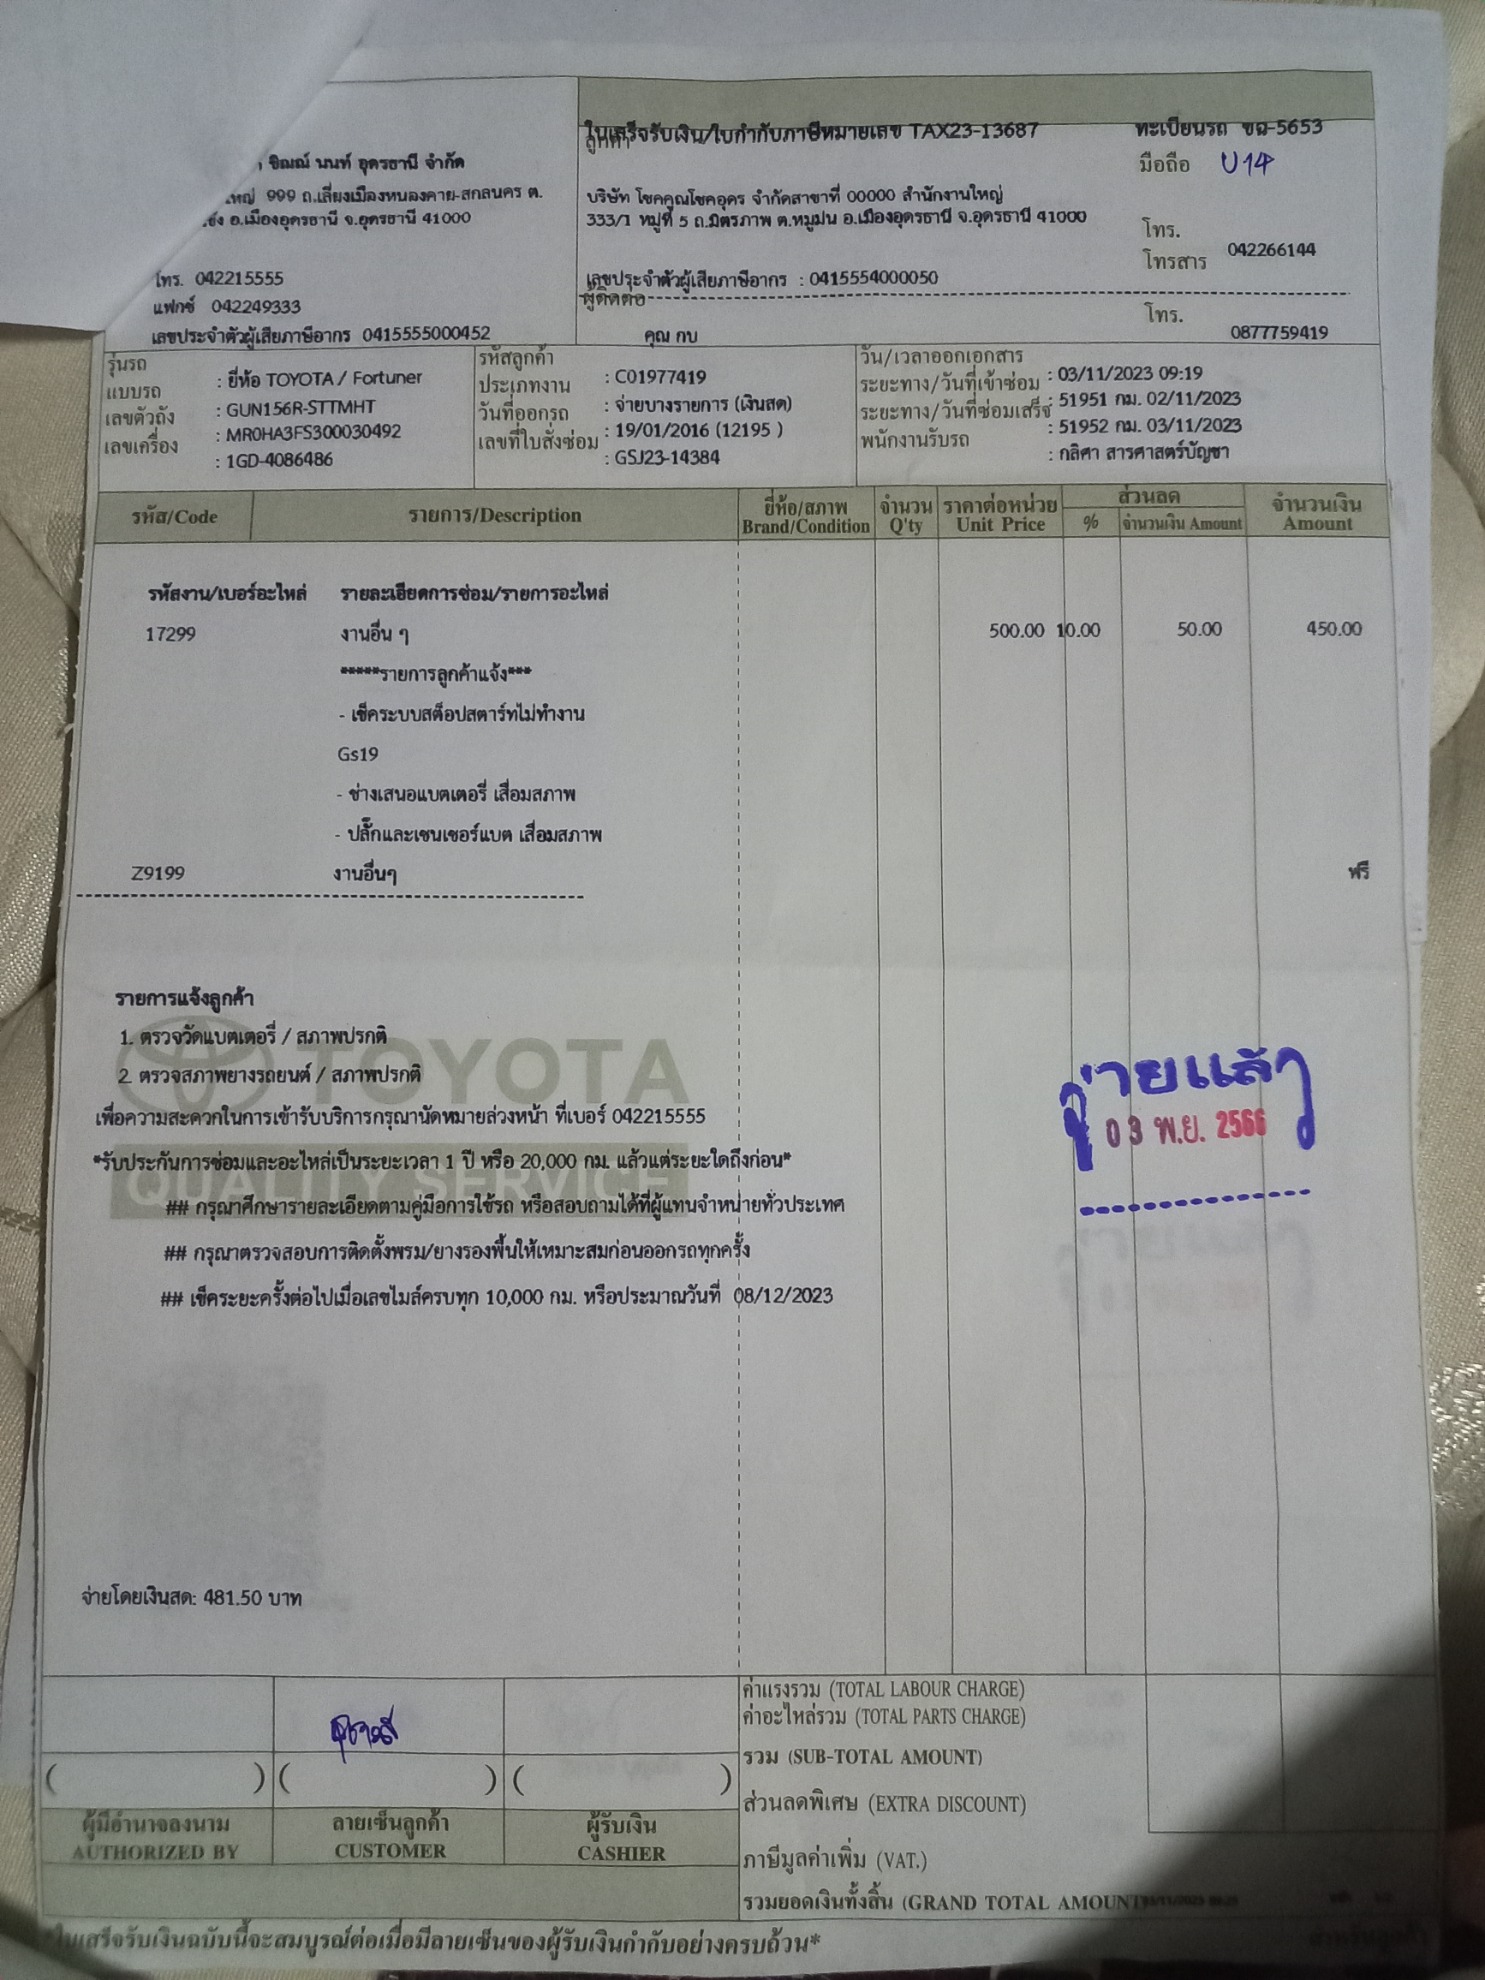 ชิณณ์ นนท์ อุดรธานี จำกัด
999 ถ.เลี่ยงเมืองหนองคาย-สกลนคร ต.
อ.เมืองอุดรธานี จ.อุดรธานี 41000
โทร. 042215555
แฟกซ์ 042249333
เลขประจำตัวผู้เสียภาษีอากร 0415555000452
ใบเสร็จรับเงิน/ใบกำกับภาษีหมายเลข TAX23-13687
ลูกค้า
บริษัท โชคคูณโชคอุดร จำกัดสาขาที่ 00000 สำนักงานใหญ่
333/1 หมู่ที่ 5 ถ.มิตรภาพ ต.หมูม่น อ.เมืองอุดรธานี จ.อุดรธานี 41000
เลขประจำตัวผู้เสียภาษีอากร : 0415554000050
ผู้ติดต่อ
คุณ กบ
ทะเบียนรถ ขฉ-5653
มือถือ U14
โทร.
โทรสาร 042266144
โทร.
0877759419
รุ่นรถ : ยี่ห้อ TOYOTA / Fortuner
แบบรถ : GUN156R-STTMHT
เลขตัวถัง : MR0HA3FS300030492
เลขเครื่อง : 1GD-4086486
รหัสลูกค้า : C01977419
ประเภทงาน : จ่ายบางรายการ (เงินสด)
วันที่ออกรถ : 19/01/2016 (12195 )
เลขที่ใบสั่งซ่อม : GSJ23-14384
วัน/เวลาออกเอกสาร : 03/11/2023 09:19
ระยะทาง/วันที่เข้าซ่อม : 51951 กม. 02/11/2023
ระยะทาง/วันที่ซ่อมเสร็จ : 51952 กม. 03/11/2023
พนักงานรับรถ : กลิศา สารศาสตร์บัญชา
รหัส/Code รายการ/Description ยี่ห้อ/สภาพ Brand/Condition จำนวน Q'ty ราคาต่อหน่วย Unit Price ส่วนลด % จำนวนเงิน Amount จำนวนเงิน Amount
รหัสงาน/เบอร์อะไหล่ รายละเอียดการซ่อม/รายการอะไหล่
17299 งานอื่น ๆ 500.00 10.00 50.00 450.00
*****รายการลูกค้าแจ้ง***
- เช็คระบบสต็อปสตาร์ทไม่ทำงาน
Gs19
- ช่างเสนอแบตเตอรี่ เสื่อมสภาพ
- ปลั๊กและเซนเซอร์แบต เสื่อมสภาพ
Z9199 งานอื่นๆ ฟรี
รายการแจ้งลูกค้า
1. ตรวจวัดแบตเตอรี่ / สภาพปรกติ
TOYOTA
2. ตรวจสภาพยางรถยนต์ / สภาพปรกติ
เพื่อความสะดวกในการเข้ารับบริการกรุณานัดหมายล่วงหน้า ที่เบอร์ 042215555
*รับประกันการซ่อมและอะไหล่เป็นระยะเวลา 1 ปี หรือ 20,000 กม. แล้วแต่ระยะใดถึงก่อน*
QUALITY SERVICE
## กรุณาศึกษารายละเอียดตามคู่มือการใช้รถ หรือสอบถามได้ที่ผู้แทนจำหน่ายทั่วประเทศ
## กรุณาตรวจสอบการติดตั้งพรม/ยางรองพื้นให้เหมาะสมก่อนออกรถทุกครั้ง
## เช็คระยะครั้งต่อไปเมื่อเลขไมล์ครบทุก 10,000 กม. หรือประมาณวันที่ 08/12/2023
จ่ายแล้ว
03 พ.ย. 2566
จ่ายโดยเงินสด: 481.50 บาท
ค่าแรงรวม (TOTAL LABOUR CHARGE)
ค่าอะไหล่รวม (TOTAL PARTS CHARGE)
รวม (SUB-TOTAL AMOUNT)
ส่วนลดพิเศษ (EXTRA DISCOUNT)
ภาษีมูลค่าเพิ่ม (VAT.)
รวมยอดเงินทั้งสิ้น (GRAND TOTAL AMOUNT
ผู้มีอำนาจลงนาม
AUTHORIZED BY
ลายเซ็นลูกค้า
CUSTOMER
ผู้รับเงิน
CASHIER
*ใบเสร็จรับเงินฉบับนี้จะสมบูรณ์ต่อเมื่อมีลายเซ็นของผู้รับเงินกำกับอย่างครบถ้วน*
สำหรับลูกค้า